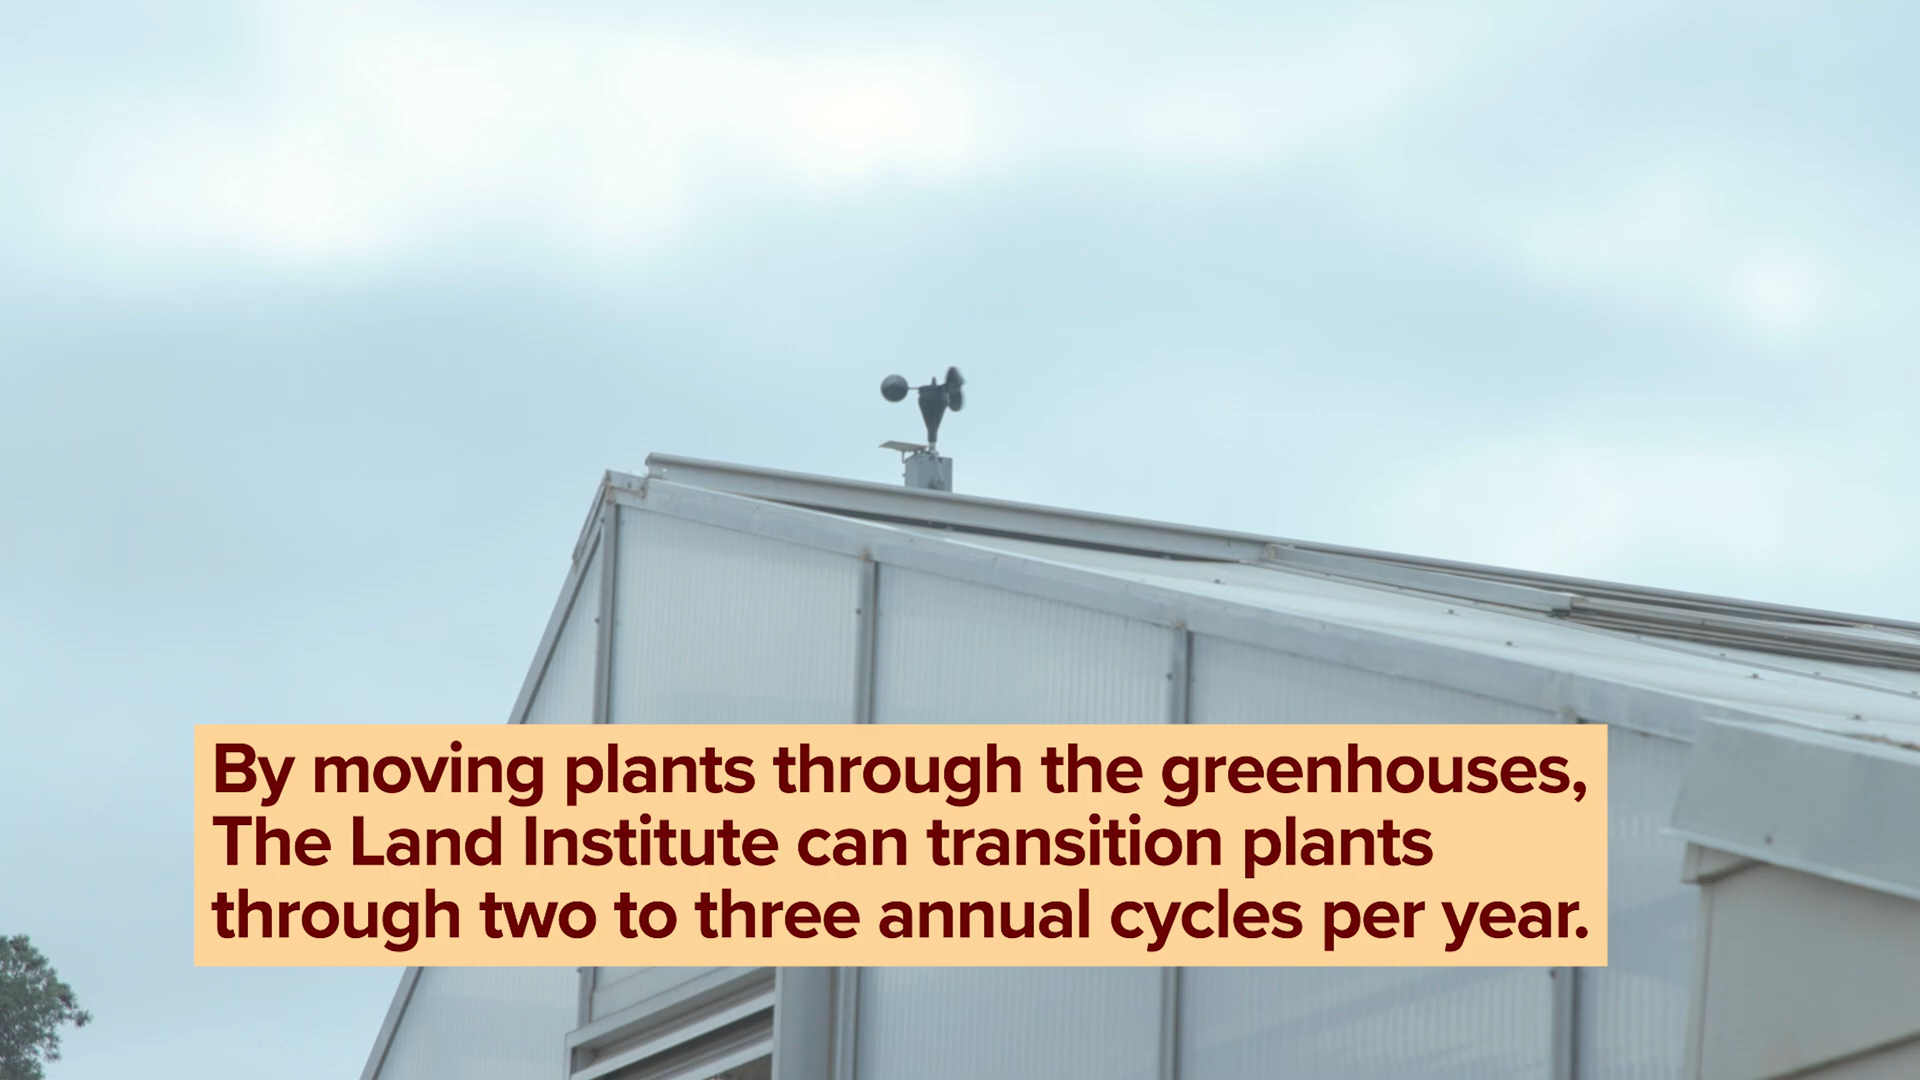 By moving plants through the greenhouses,
The Land Institute can transition plants
through two to three annual cycles per year.